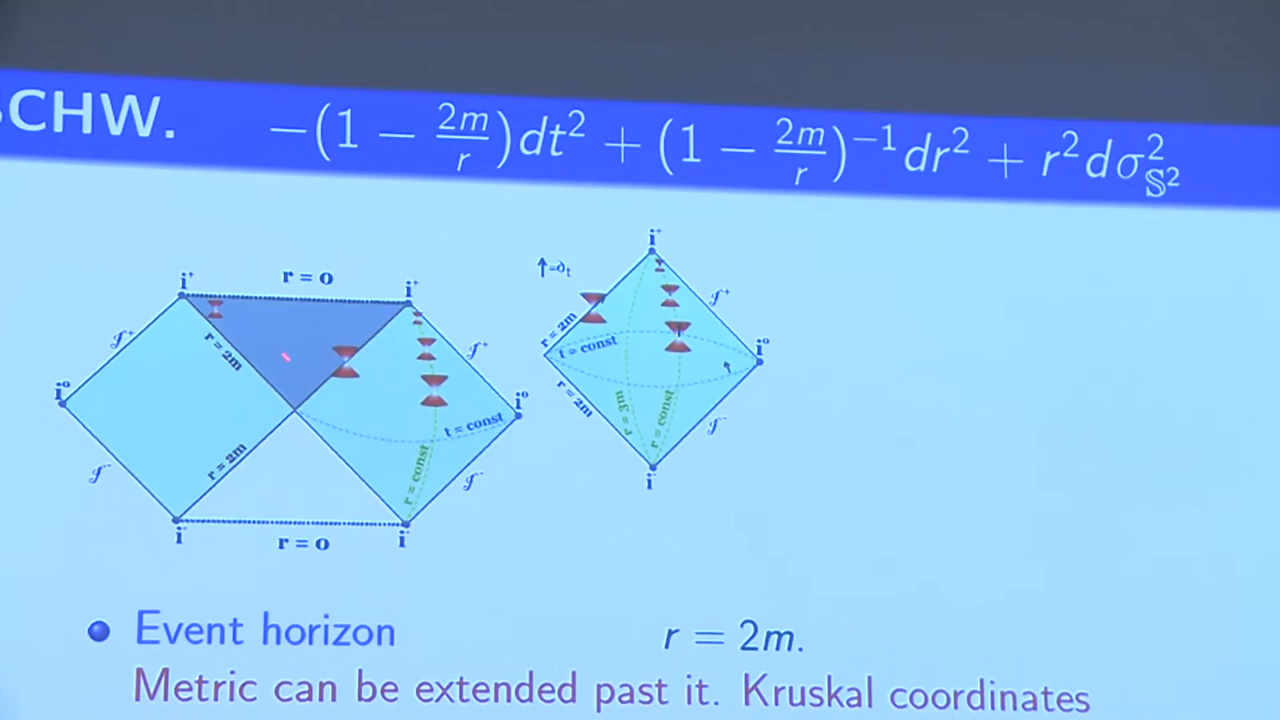 SCHW. −(1 − 2m/r)dt² + (1 − 2m/r)⁻¹dr² + r²dσ²_𝕊²
i⁺ r = 0 i⁺
𝓘⁺ r = 2m 𝓘⁺
i⁰ i⁰
t = const
𝓘⁻ r = 2m r = const 𝓘⁻
i⁻ r = 0 i⁻
i⁺
↑=∂t
r = 2m 𝓘⁺
t = const i⁰
r = 2m r = 3m r = const 𝓘⁻
i⁻
Event horizon r = 2m.
Metric can be extended past it. Kruskal coordinates